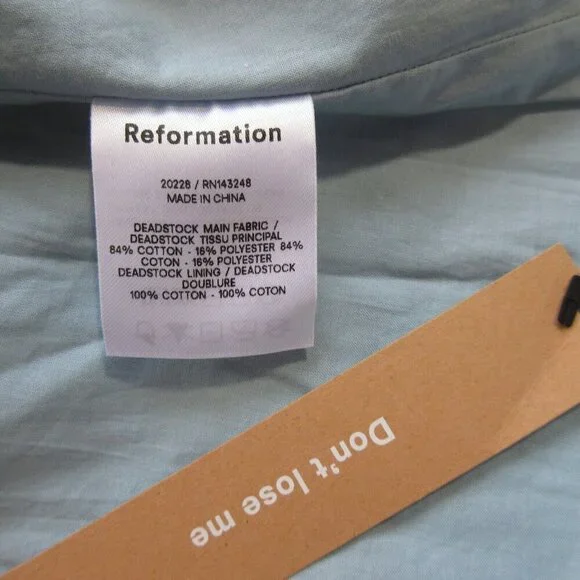 Reformation
20228 / RN143248
MADE IN CHINA
DEADSTOCK MAIN FABRIC /
DEADSTOCK TISSU PRINCIPAL
84% COTTON - 16% POLYESTER 84%
COTON - 16% POLYESTER
DEADSTOCK LINING / DEADSTOCK
DOUBLURE
100% COTTON - 100% COTON
Don't lose me